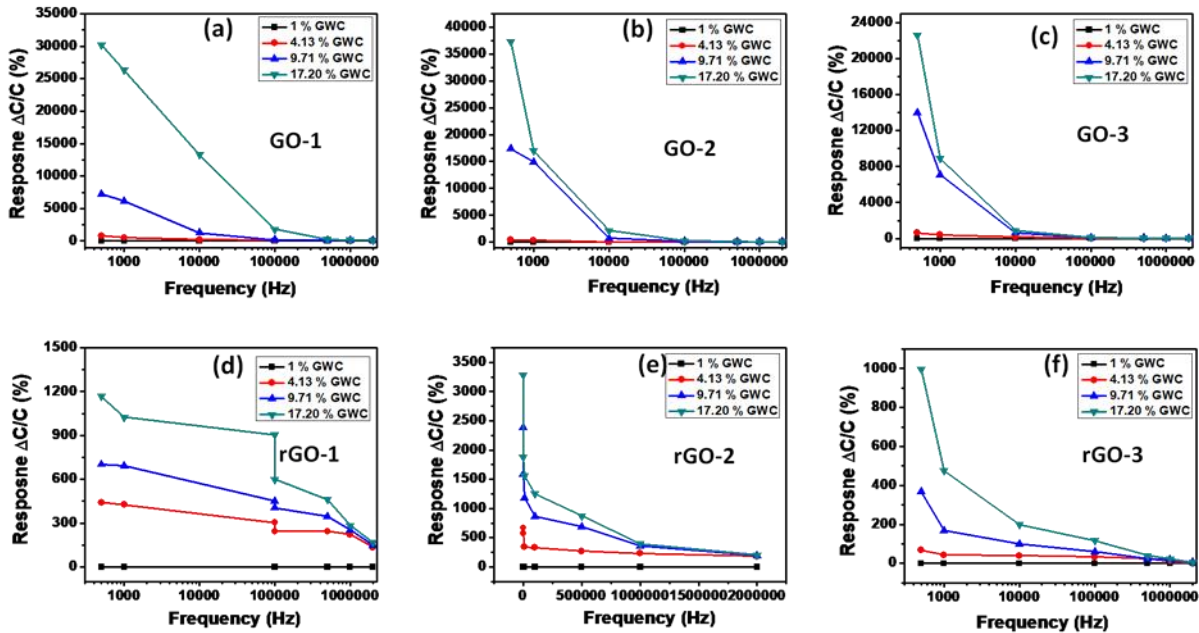 (a)
1 % GWC
4.13 % GWC
9.71 % GWC
17.20 % GWC
GO-1
Resposne ΔC/C (%)
35000
30000
25000
20000
15000
10000
5000
0
1000 10000 100000 1000000
Frequency (Hz)
(b)
1 % GWC
4.13 % GWC
9.71 % GWC
17.20 % GWC
GO-2
Resposne ΔC/C (%)
40000
35000
30000
25000
20000
15000
10000
5000
0
1000 10000 100000 1000000
Frequency (Hz)
(c)
1 % GWC
4.13 % GWC
9.71 % GWC
17.20 % GWC
GO-3
Resposne ΔC/C (%)
24000
20000
16000
12000
8000
4000
0
1000 10000 100000 1000000
Frequency (Hz)
(d)
1 % GWC
4.13 % GWC
9.71 % GWC
17.20 % GWC
rGO-1
Resposne ΔC/C (%)
1500
1200
900
600
300
0
1000 10000 100000 1000000
Frequency (Hz)
(e)
1 % GWC
4.13 % GWC
9.71 % GWC
17.20 % GWC
rGO-2
Resposne ΔC/C (%)
3500
3000
2500
2000
1500
1000
500
0
0 500000 1000000 1500000 2000000
Frequency (Hz)
(f)
1 % GWC
4.13 % GWC
9.71 % GWC
17.20 % GWC
rGO-3
Resposne ΔC/C (%)
1000
800
600
400
200
0
1000 10000 100000 1000000
Frequency (Hz)